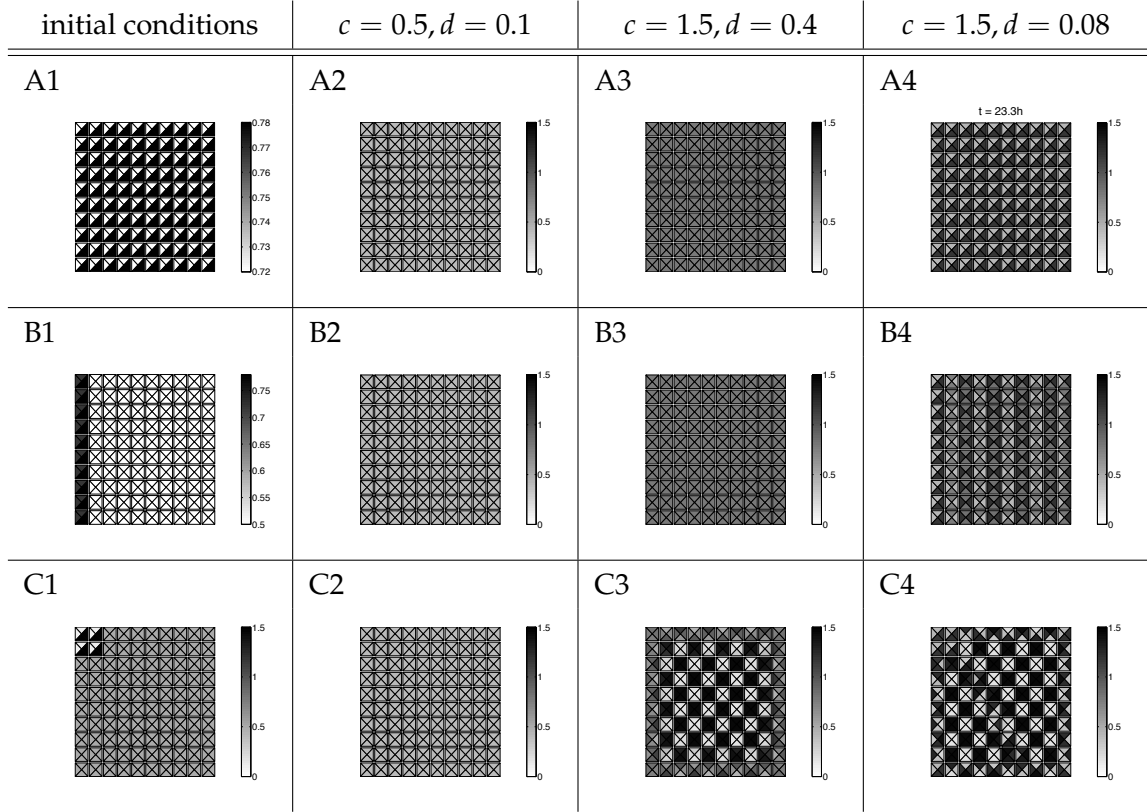 initial conditions c = 0.5, d = 0.1 c = 1.5, d = 0.4 c = 1.5, d = 0.08
A1 A2 A3 A4
t = 23.3h
0.78 1.5 1.5 1.5
0.77
0.76 1 1 1
0.75
0.74 0.5 0.5 0.5
0.73
0.72 0 0 0
B1 B2 B3 B4
1.5 1.5 1.5
0.75
0.7 1 1 1
0.65
0.6 0.5 0.5 0.5
0.55
0.5 0 0 0
C1 C2 C3 C4
1.5 1.5 1.5 1.5
1 1 1 1
0.5 0.5 0.5 0.5
0 0 0 0